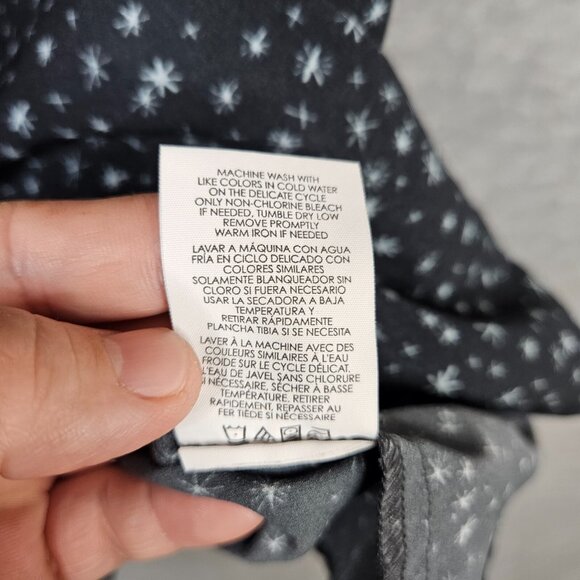 MACHINE WASH WITH
LIKE COLORS IN COLD WATER
ON THE DELICATE CYCLE
ONLY NON-CHLORINE BLEACH
IF NEEDED, TUMBLE DRY LOW
REMOVE PROMPTLY
WARM IRON IF NEEDED
LAVAR A MÁQUINA CON AGUA
FRÍA EN CICLO DELICADO CON
COLORES SIMILARES
SOLAMENTE BLANQUEADOR SIN
CLORO SI FUERA NECESARIO
USAR LA SECADORA A BAJA
TEMPERATURA Y
RETIRAR RÁPIDAMENTE
PLANCHA TIBIA SI SE NECESITA
LAVER À LA MACHINE AVEC DES
COULEURS SIMILAIRES À L'EAU
FROIDE SUR LE CYCLE DÉLICAT.
L'EAU DE JAVEL SANS CHLORURE
SI NÉCESSAIRE, SÉCHER À BASSE
TEMPÉRATURE. RETIRER
RAPIDEMENT, REPASSER AU
FER TIÈDE SI NÉCESSAIRE